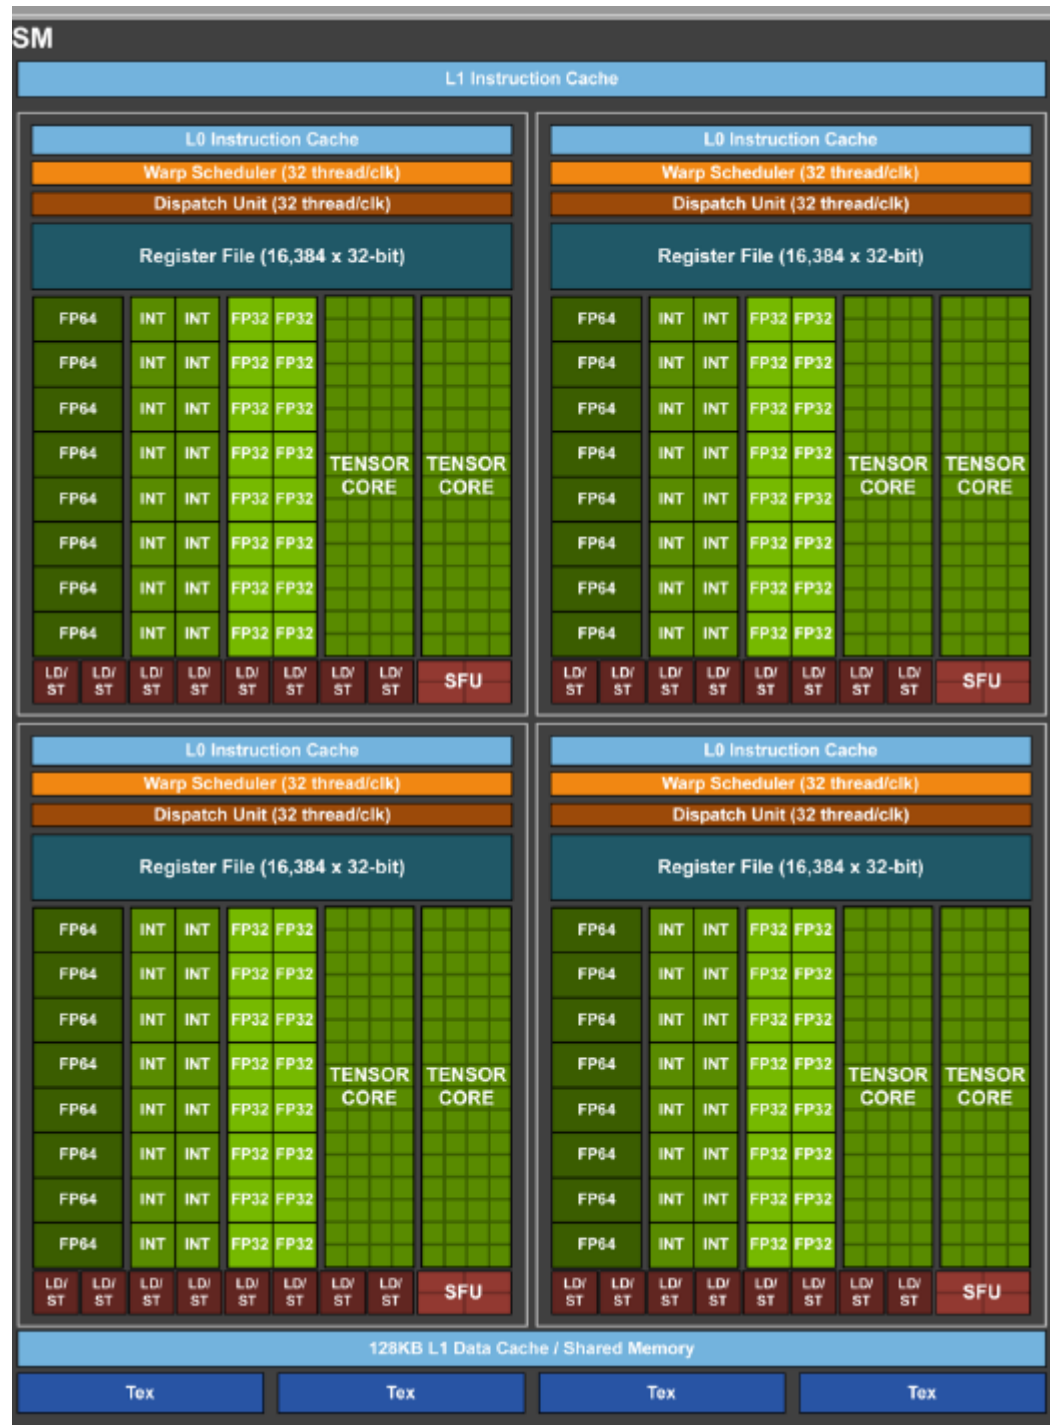 SM
L1 Instruction Cache
L0 Instruction Cache
Warp Scheduler (32 thread/clk)
Dispatch Unit (32 thread/clk)
Register File (16,384 x 32-bit)
FP64 INT INT FP32 FP32
FP64 INT INT FP32 FP32
FP64 INT INT FP32 FP32
FP64 INT INT FP32 FP32
FP64 INT INT FP32 FP32
FP64 INT INT FP32 FP32
FP64 INT INT FP32 FP32
FP64 INT INT FP32 FP32
TENSOR TENSOR
CORE CORE
LD/ LD/ LD/ LD/ LD/ LD/ LD/ LD/
ST ST ST ST ST ST ST ST
SFU
L0 Instruction Cache
Warp Scheduler (32 thread/clk)
Dispatch Unit (32 thread/clk)
Register File (16,384 x 32-bit)
FP64 INT INT FP32 FP32
FP64 INT INT FP32 FP32
FP64 INT INT FP32 FP32
FP64 INT INT FP32 FP32
FP64 INT INT FP32 FP32
FP64 INT INT FP32 FP32
FP64 INT INT FP32 FP32
FP64 INT INT FP32 FP32
TENSOR TENSOR
CORE CORE
LD/ LD/ LD/ LD/ LD/ LD/ LD/ LD/
ST ST ST ST ST ST ST ST
SFU
L0 Instruction Cache
Warp Scheduler (32 thread/clk)
Dispatch Unit (32 thread/clk)
Register File (16,384 x 32-bit)
FP64 INT INT FP32 FP32
FP64 INT INT FP32 FP32
FP64 INT INT FP32 FP32
FP64 INT INT FP32 FP32
FP64 INT INT FP32 FP32
FP64 INT INT FP32 FP32
FP64 INT INT FP32 FP32
FP64 INT INT FP32 FP32
TENSOR TENSOR
CORE CORE
LD/ LD/ LD/ LD/ LD/ LD/ LD/ LD/
ST ST ST ST ST ST ST ST
SFU
L0 Instruction Cache
Warp Scheduler (32 thread/clk)
Dispatch Unit (32 thread/clk)
Register File (16,384 x 32-bit)
FP64 INT INT FP32 FP32
FP64 INT INT FP32 FP32
FP64 INT INT FP32 FP32
FP64 INT INT FP32 FP32
FP64 INT INT FP32 FP32
FP64 INT INT FP32 FP32
FP64 INT INT FP32 FP32
FP64 INT INT FP32 FP32
TENSOR TENSOR
CORE CORE
LD/ LD/ LD/ LD/ LD/ LD/ LD/ LD/
ST ST ST ST ST ST ST ST
SFU
128KB L1 Data Cache / Shared Memory
Tex Tex Tex Tex